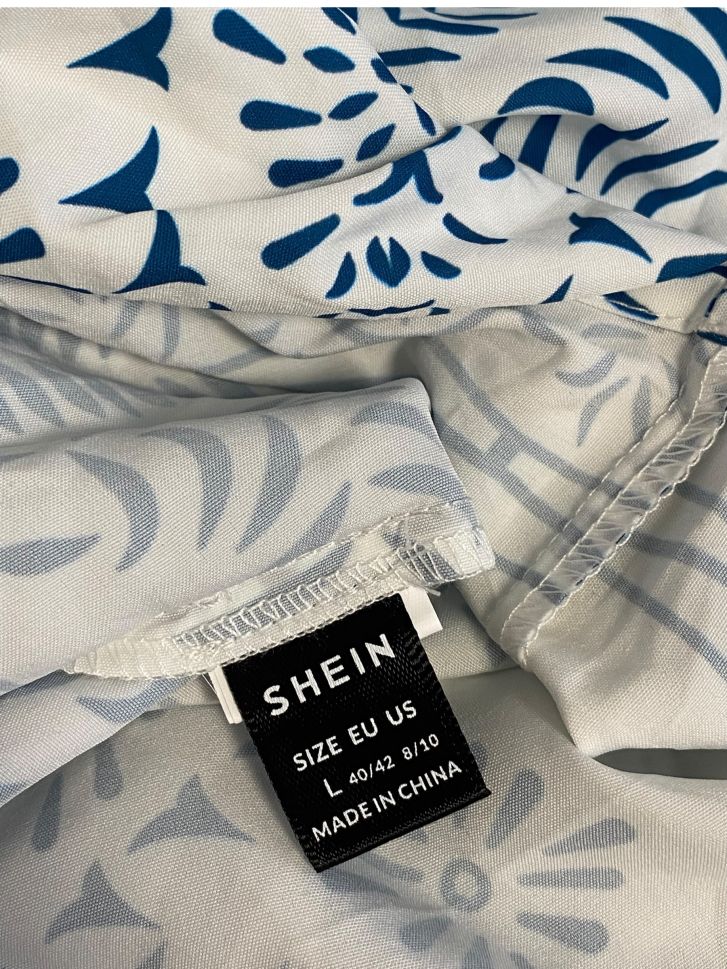 SHEIN
SIZE EU US
L 40/42 8/10
MADE IN CHINA